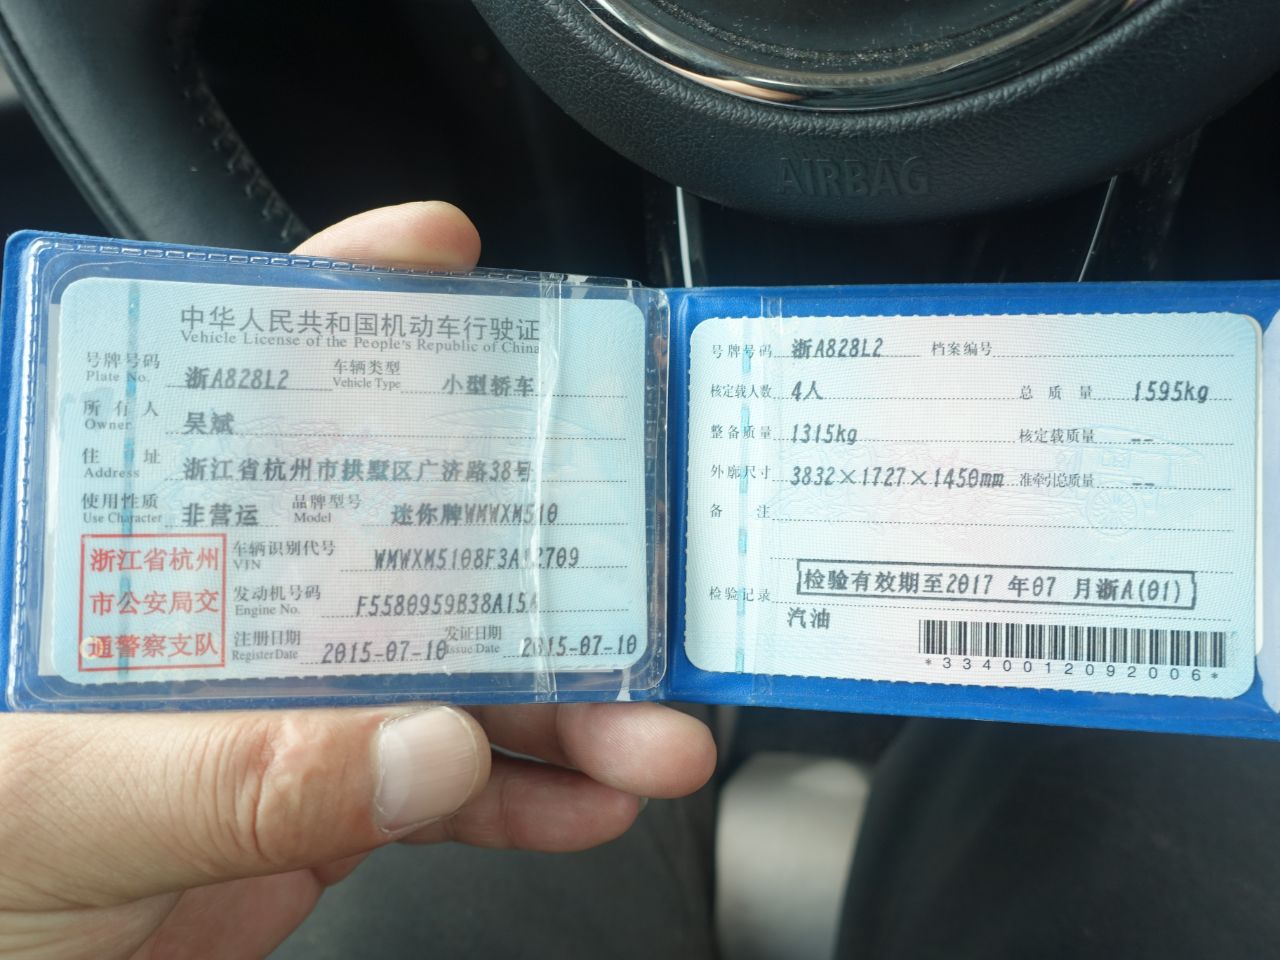 AIRBAG
中华人民共和国机动车行驶证
Vehicle License of the People's Republic of China
号牌号码 浙A828L2 车辆类型 小型轿车
Plate No. Vehicle Type
所有人 吴斌
Owner
住址 浙江省杭州市拱墅区广济路38号
Address
使用性质 非营运 品牌型号 迷你牌WMWXM510
Use Character Model
浙江省杭州
市公安局交
通警察支队
车辆识别代号 WMWXM5108F3A12709
VIN
发动机号码
Engine No. F5580959B38A15A
注册日期 2015-07-10 发证日期 2015-07-10
Register Date Issue Date
号牌号码 浙A828L2 档案编号
核定载人数 4人 总质量 1595kg
整备质量 1315kg 核定载质量 --
外廓尺寸 3832×1727×1450mm 准牵引总质量 --
备注
检验记录 检验有效期至2017 年07 月浙A(01)
汽油
*3340012092006*